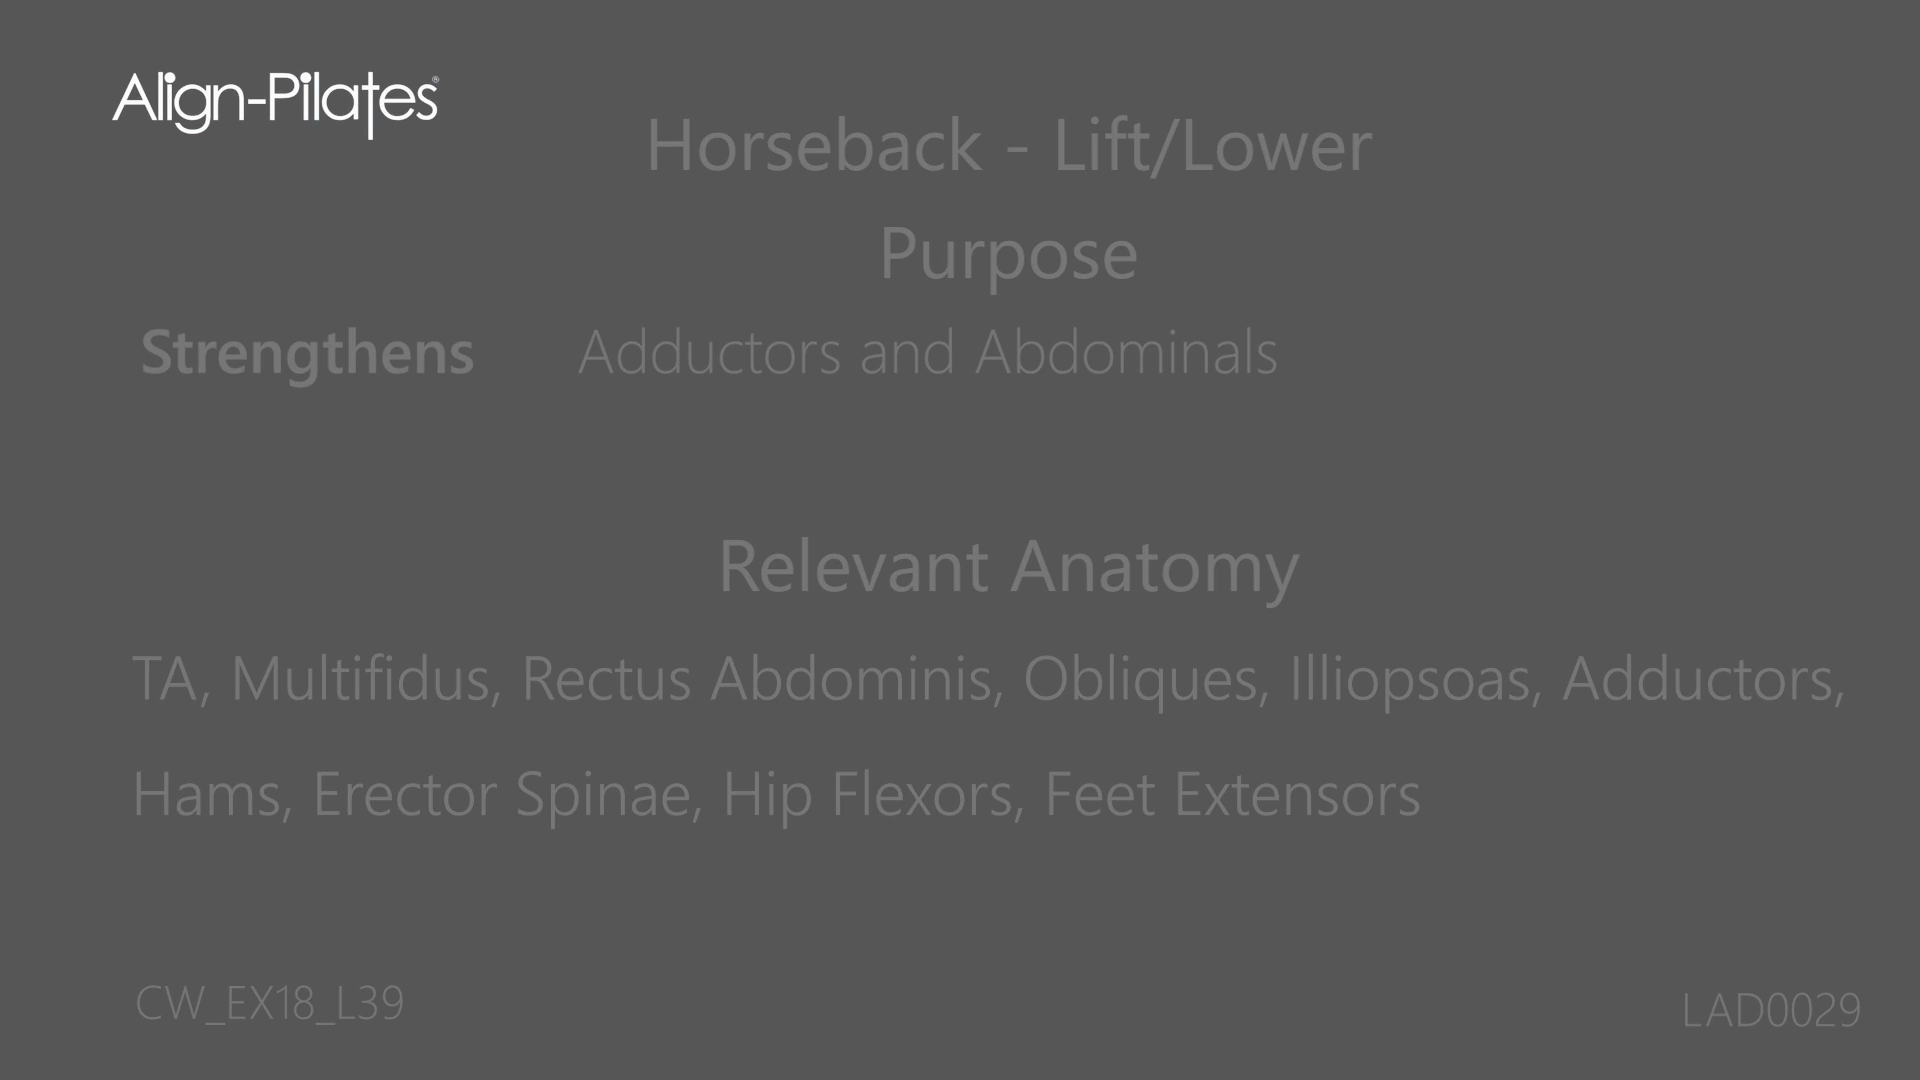 Align-Pilates®
Horseback - Lift/Lower
Purpose
Strengthens Adductors and Abdominals
Relevant Anatomy
TA, Multifidus, Rectus Abdominis, Obliques, Illiopsoas, Adductors,
Hams, Erector Spinae, Hip Flexors, Feet Extensors
CW_EX18_L39
LAD0029